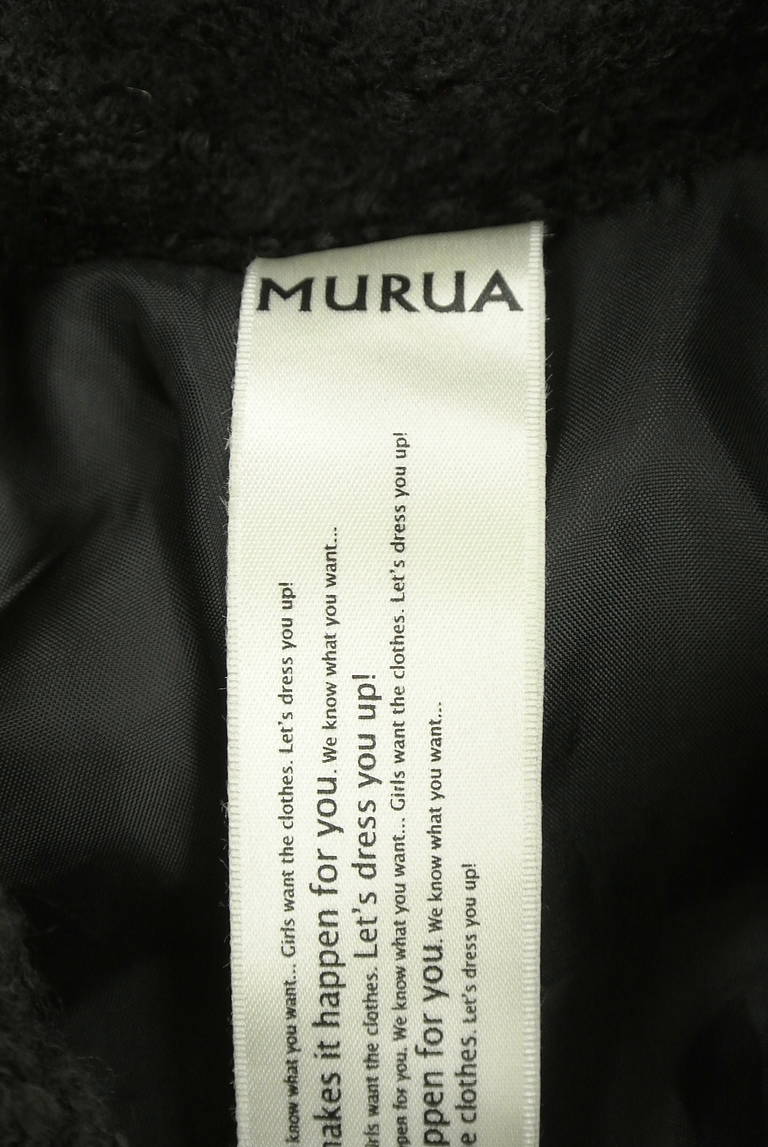 MURUA
know what you want... Girls want the clothes. Let's dress you up!
makes it happen for you. We know what you want...
irls want the clothes. Let's dress you up!
pen for you. We know what you want... Girls want the clothes. Let's dress you up!
ppen for you. We know what you want...
e clothes. Let's dress you up!